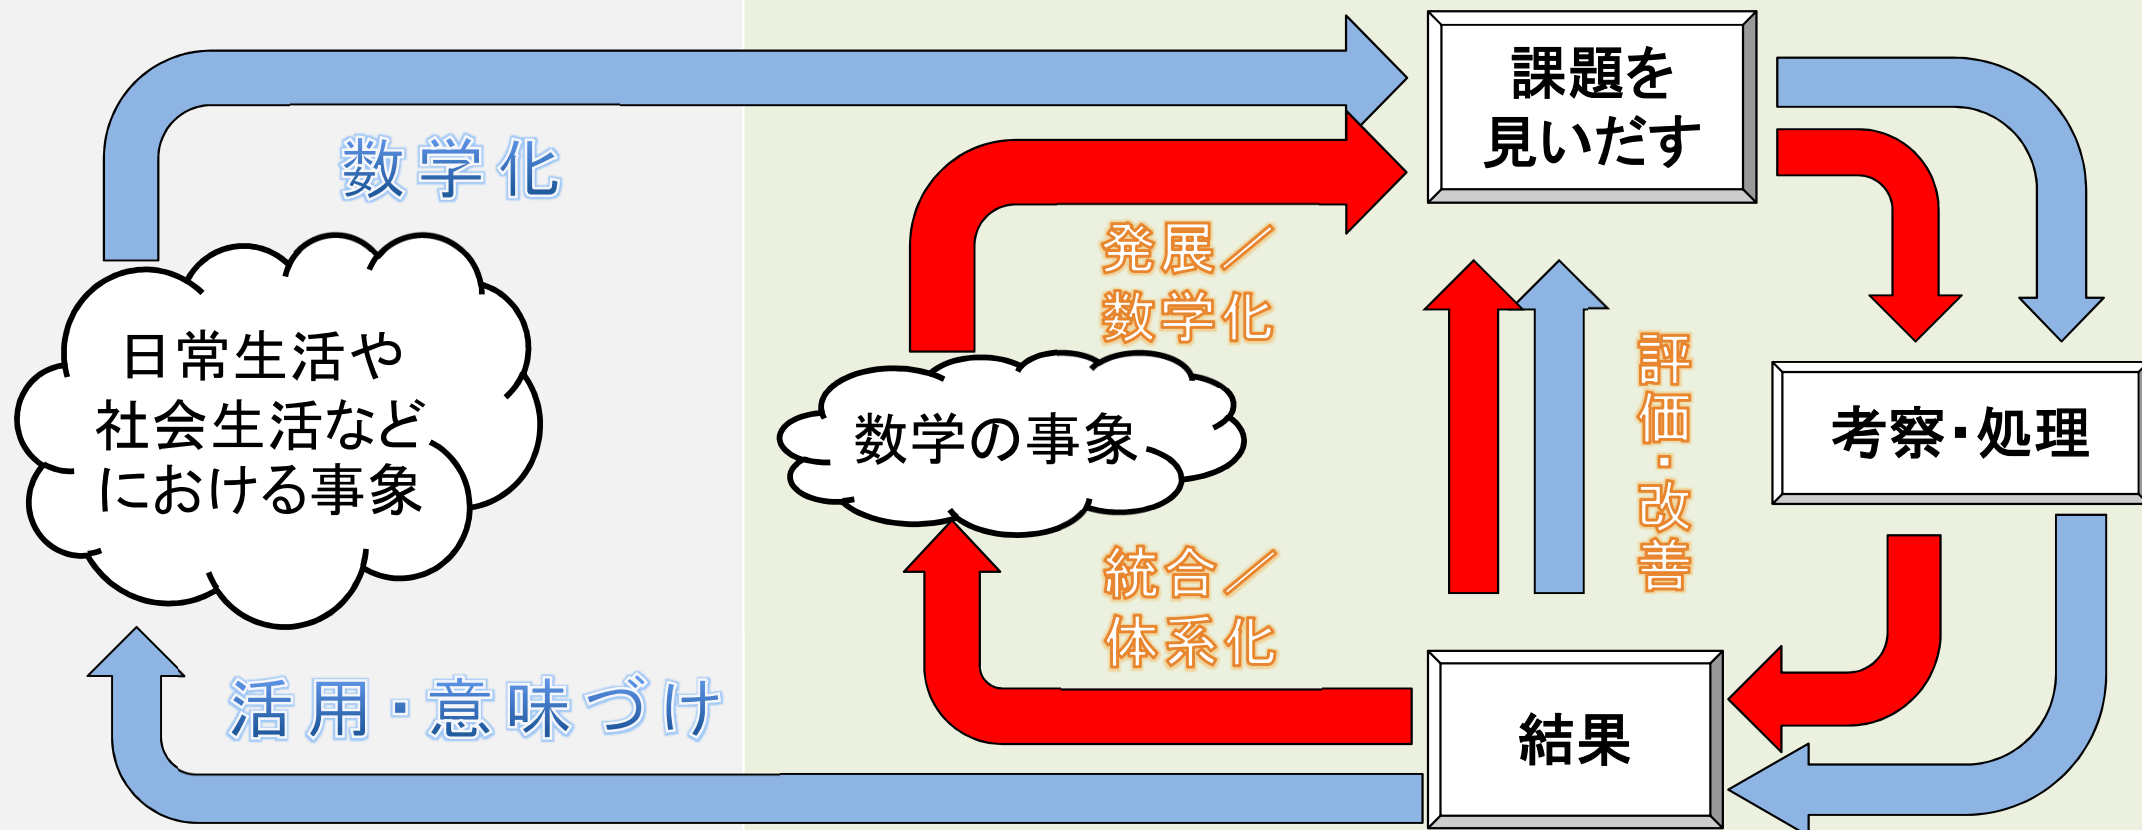 課題を
見いだす
数学化
発展／
数学化
日常生活や
社会生活など
における事象
数学の事象
評価・改善
考察・処理
統合／
体系化
活用・意味づけ
結果